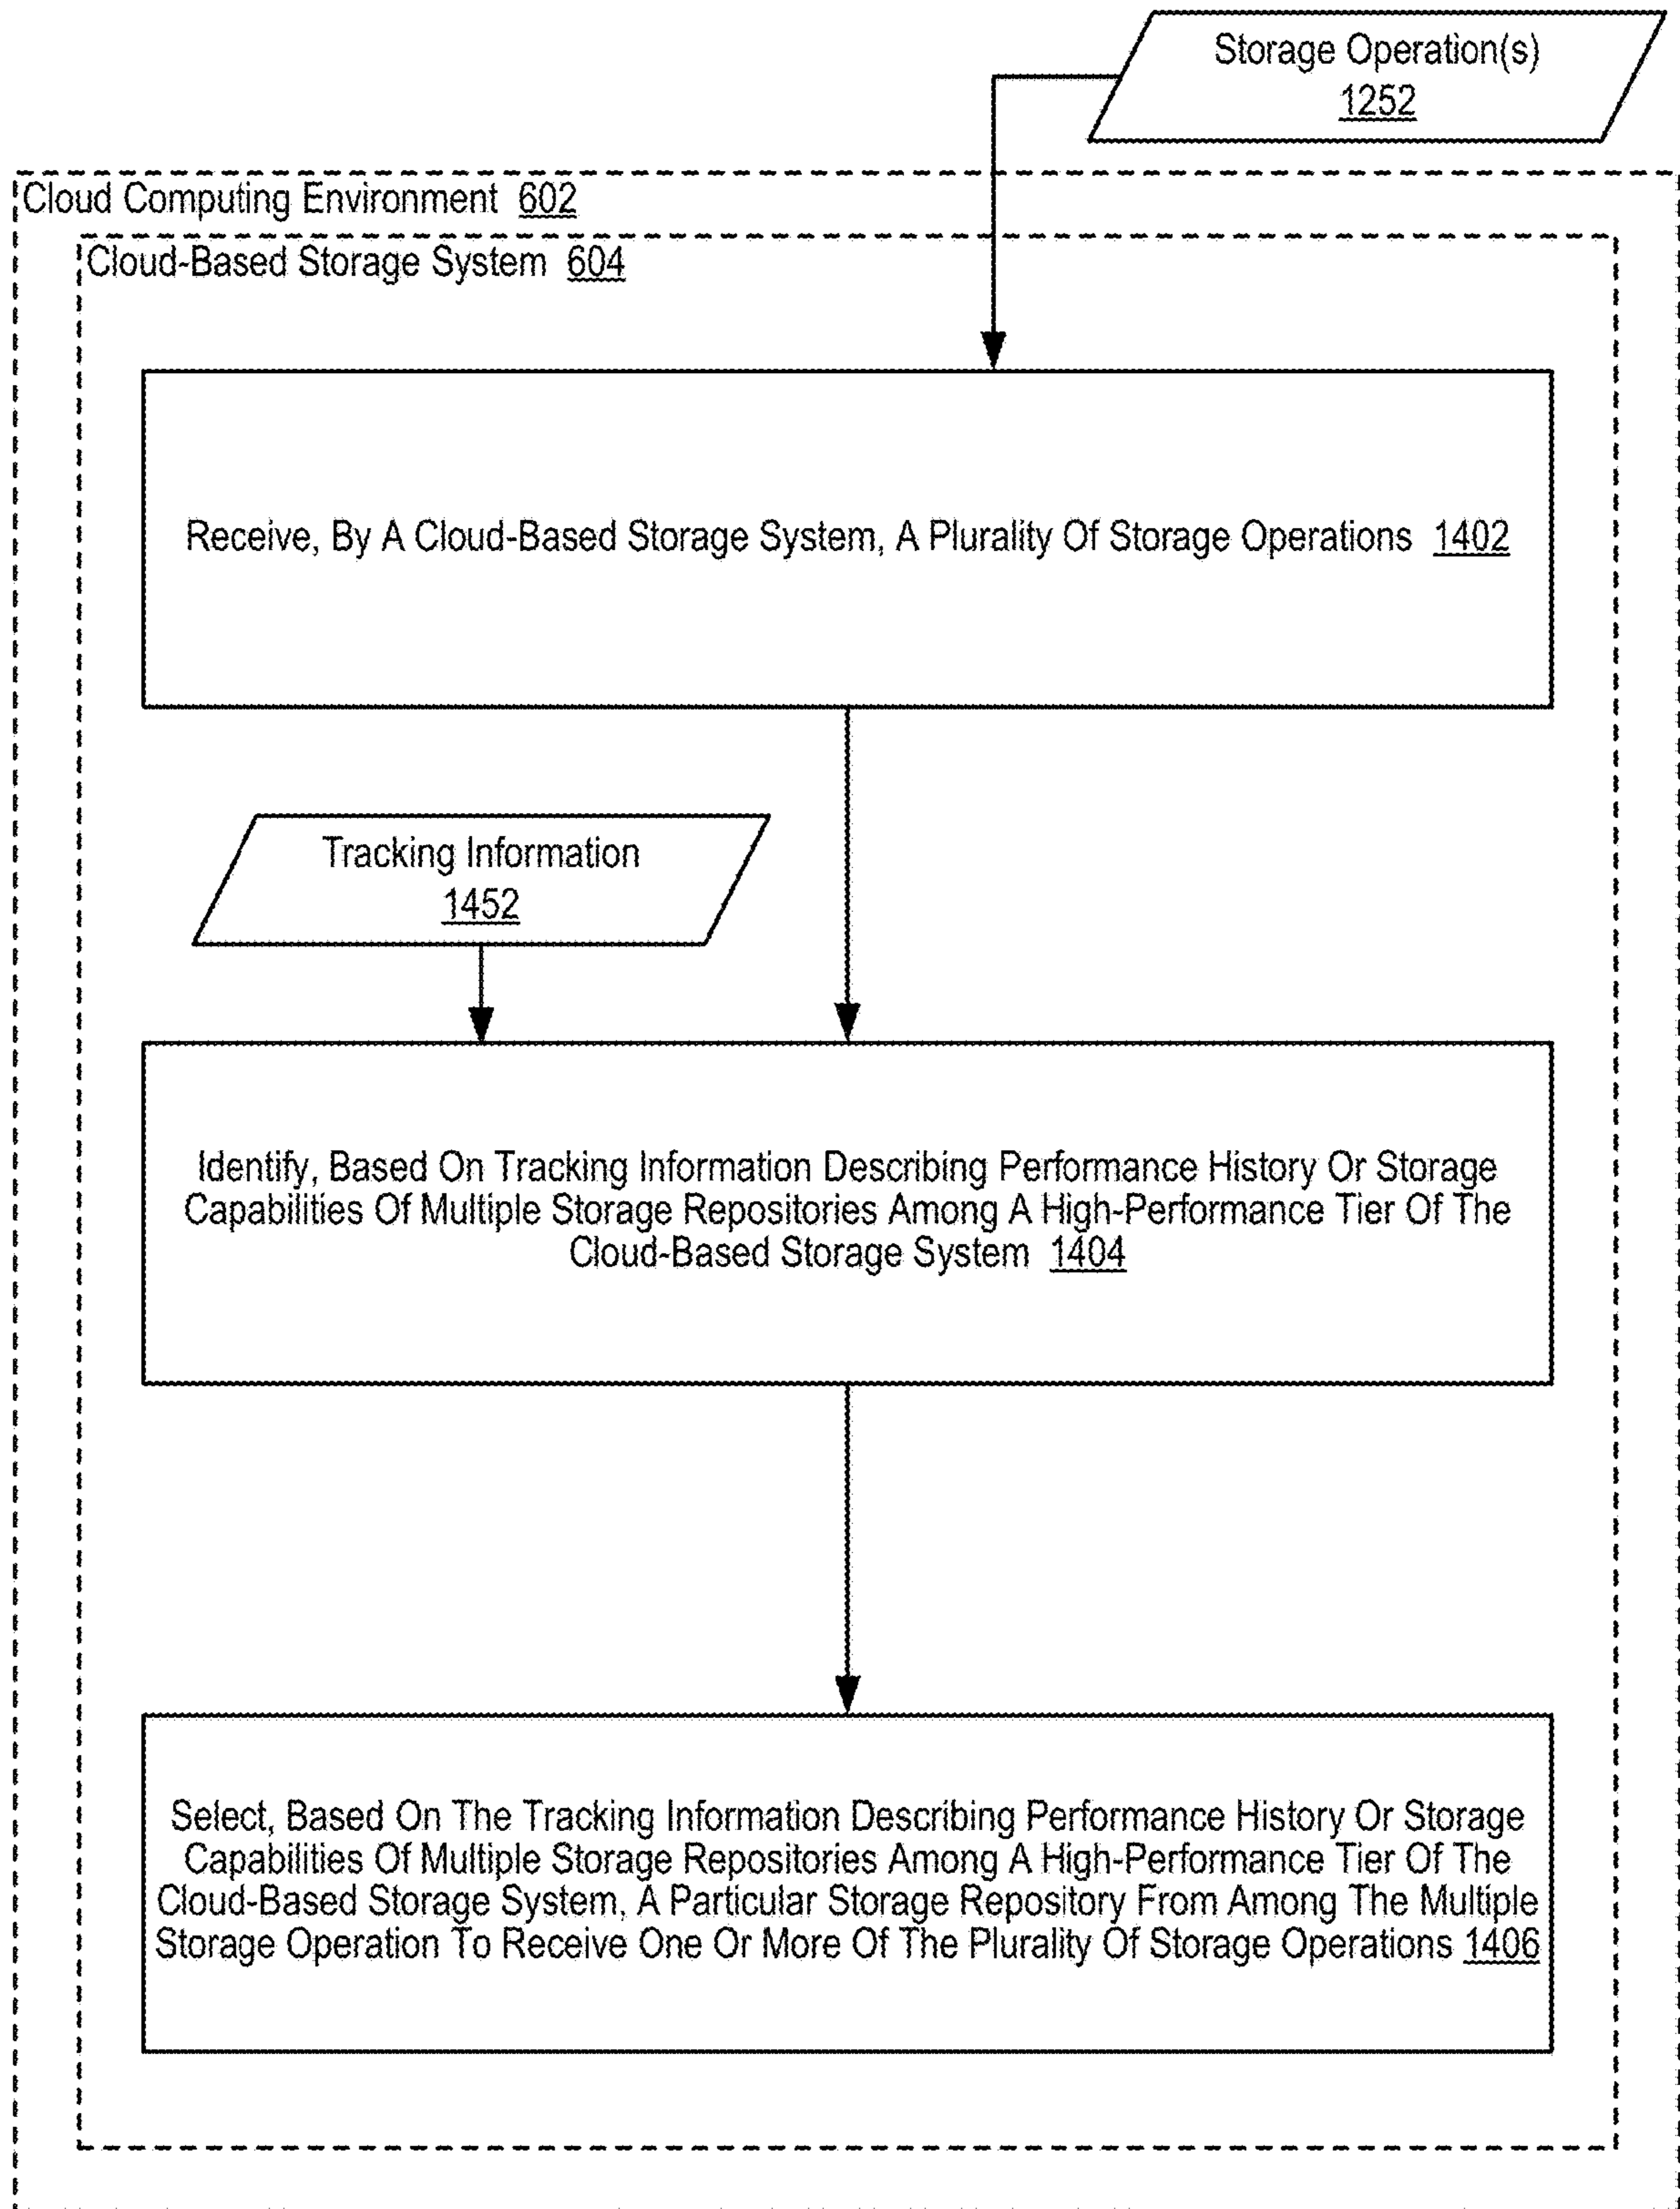 Storage Operation(s)
1252
Cloud Computing Environment 602
Cloud-Based Storage System 604
Receive, By A Cloud-Based Storage System, A Plurality Of Storage Operations 1402
Tracking Information
1452
Identify, Based On Tracking Information Describing Performance History Or Storage
Capabilities Of Multiple Storage Repositories Among A High-Performance Tier Of The
Cloud-Based Storage System 1404
Select, Based On The Tracking Information Describing Performance History Or Storage
Capabilities Of Multiple Storage Repositories Among A High-Performance Tier Of The
Cloud-Based Storage System, A Particular Storage Repository From Among The Multiple
Storage Operation To Receive One Or More Of The Plurality Of Storage Operations 1406